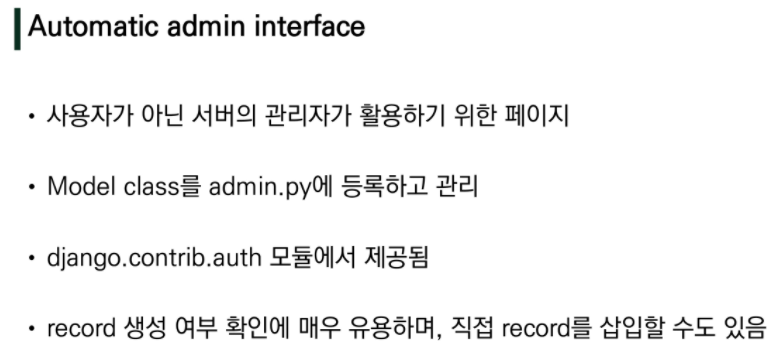 Automatic admin interface
• 사용자가 아닌 서버의 관리자가 활용하기 위한 페이지
• Model class를 admin.py에 등록하고 관리
• django.contrib.auth 모듈에서 제공됨
• record 생성 여부 확인에 매우 유용하며, 직접 record를 삽입할 수도 있음